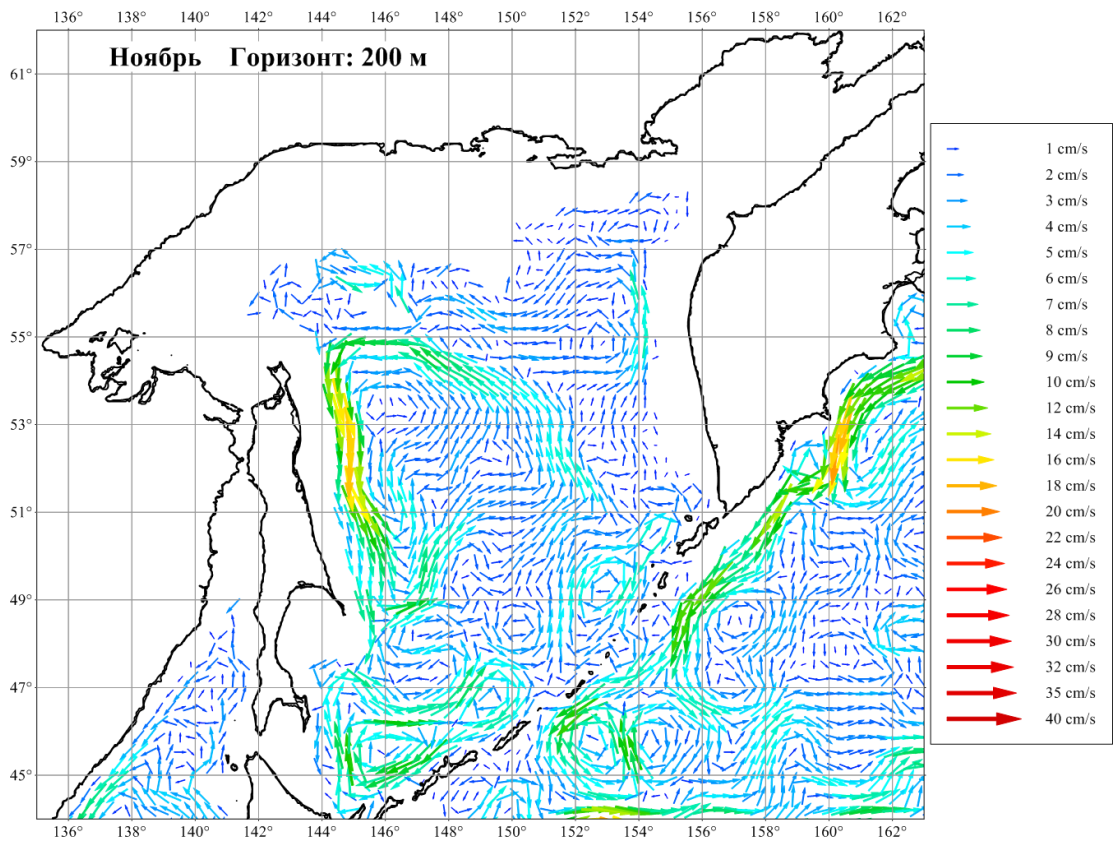 136° 138° 140° 142° 144° 146° 148° 150° 152° 154° 156° 158° 160° 162°
Ноябрь Горизонт: 200 м
61°
59°
57°
55°
53°
51°
49°
47°
45°
136° 138° 140° 142° 144° 146° 148° 150° 152° 154° 156° 158° 160° 162°
1 cm/s
2 cm/s
3 cm/s
4 cm/s
5 cm/s
6 cm/s
7 cm/s
8 cm/s
9 cm/s
10 cm/s
12 cm/s
14 cm/s
16 cm/s
18 cm/s
20 cm/s
22 cm/s
24 cm/s
26 cm/s
28 cm/s
30 cm/s
32 cm/s
35 cm/s
40 cm/s